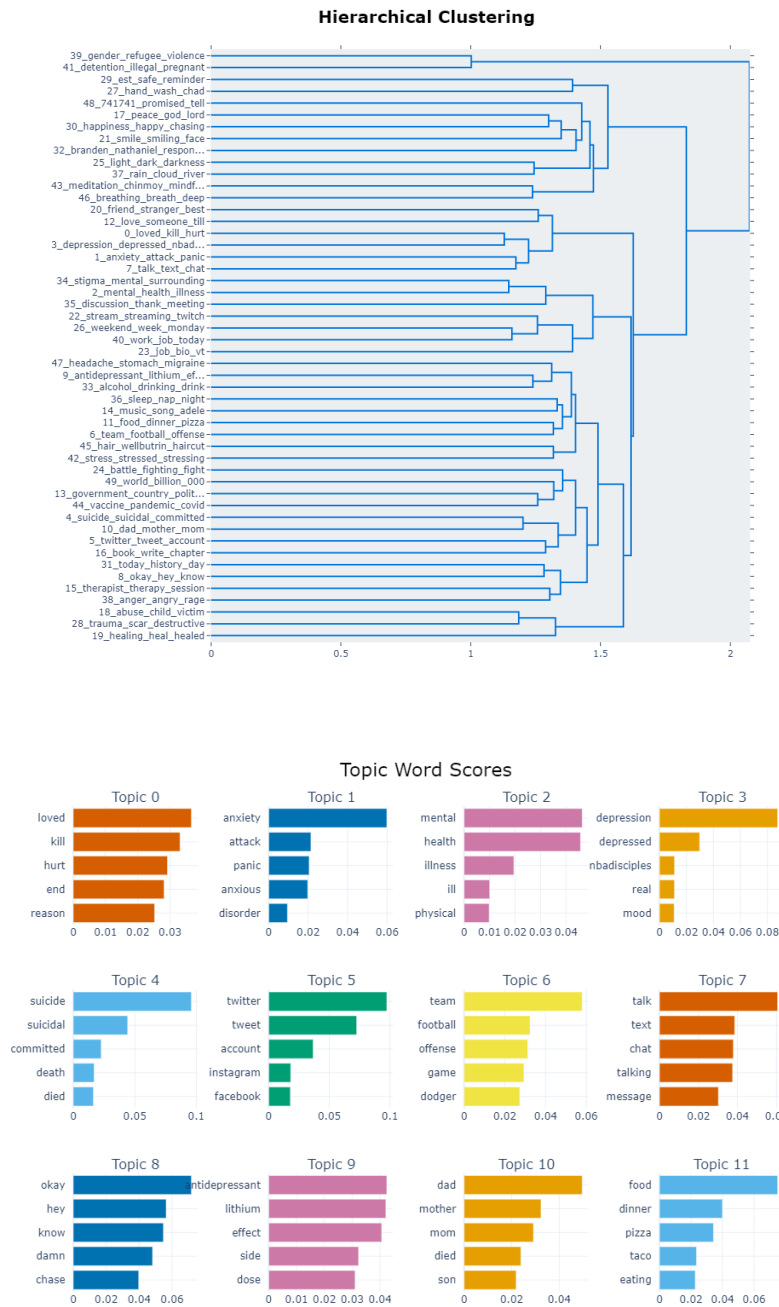 Hierarchical Clustering
39_gender_refugee_violence
41_detention_illegal_pregnant
29_est_safe_reminder
27_hand_wash_chad
48_741741_promised_tell
17_peace_god_lord
30_happiness_happy_chasing
21_smile_smiling_face
32_branden_nathaniel_respon...
25_light_dark_darkness
37_rain_cloud_river
43_meditation_chinmoy_mindf...
46_breathing_breath_deep
20_friend_stranger_best
12_love_someone_till
0_loved_kill_hurt
3_depression_depressed_nbad...
1_anxiety_attack_panic
7_talk_text_chat
34_stigma_mental_surrounding
2_mental_health_illness
35_discussion_thank_meeting
22_stream_streaming_twitch
26_weekend_week_monday
40_work_job_today
23_job_bio_vt
47_headache_stomach_migraine
9_antidepressant_lithium_ef...
33_alcohol_drinking_drink
36_sleep_nap_night
14_music_song_adele
11_food_dinner_pizza
6_team_football_offense
45_hair_wellbutrin_haircut
42_stress_stressed_stressing
24_battle_fighting_fight
49_world_billion_000
13_government_country_polit...
44_vaccine_pandemic_covid
4_suicide_suicidal_committed
10_dad_mother_mom
5_twitter_tweet_account
16_book_write_chapter
31_today_history_day
8_okay_hey_know
15_therapist_therapy_session
38_anger_angry_rage
18_abuse_child_victim
28_trauma_scar_destructive
19_healing_heal_healed
0 0.5 1 1.5 2
Topic Word Scores
Topic 0
loved
kill
hurt
end
reason
0 0.01 0.03
Topic 1
anxiety
attack
panic
anxious
disorder
0 0.02 0.04 0.06
Topic 2
mental
health
illness
ill
physical
0 0.01 0.02 0.03 0.04
Topic 3
depression
depressed
nbadisciples
real
mood
0 0.02 0.04 0.06 0.08
Topic 4
suicide
suicidal
committed
death
died
0 0.05 0.1
Topic 5
twitter
tweet
account
instagram
facebook
0 0.05 0.1
Topic 6
team
football
offense
game
dodger
0 0.02 0.04 0.06
Topic 7
talk
text
chat
talking
message
0 0.02 0.04
Topic 8
okay
hey
know
damn
chase
0 0.02 0.04 0.06
Topic 9
antidepressant
lithium
effect
side
dose
0 0.01 0.02 0.03 0.04
Topic 10
dad
mother
mom
died
son
0 0.02 0.04
Topic 11
food
dinner
pizza
taco
eating
0 0.02 0.04 0.06